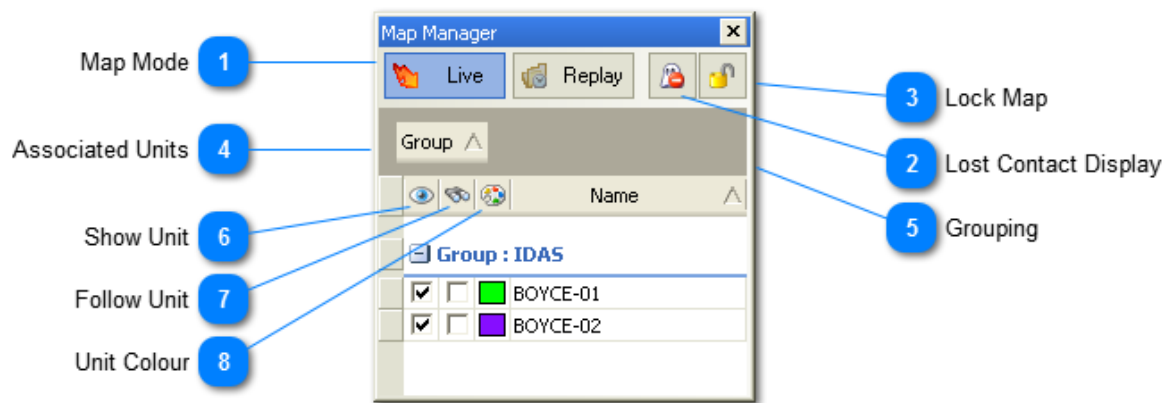 Map Manager
Map Mode 1
Live Replay
3 Lock Map
Associated Units 4
Group
2 Lost Contact Display
Name
Show Unit 6
5 Grouping
Group : IDAS
Follow Unit 7
BOYCE-01
BOYCE-02
Unit Colour 8